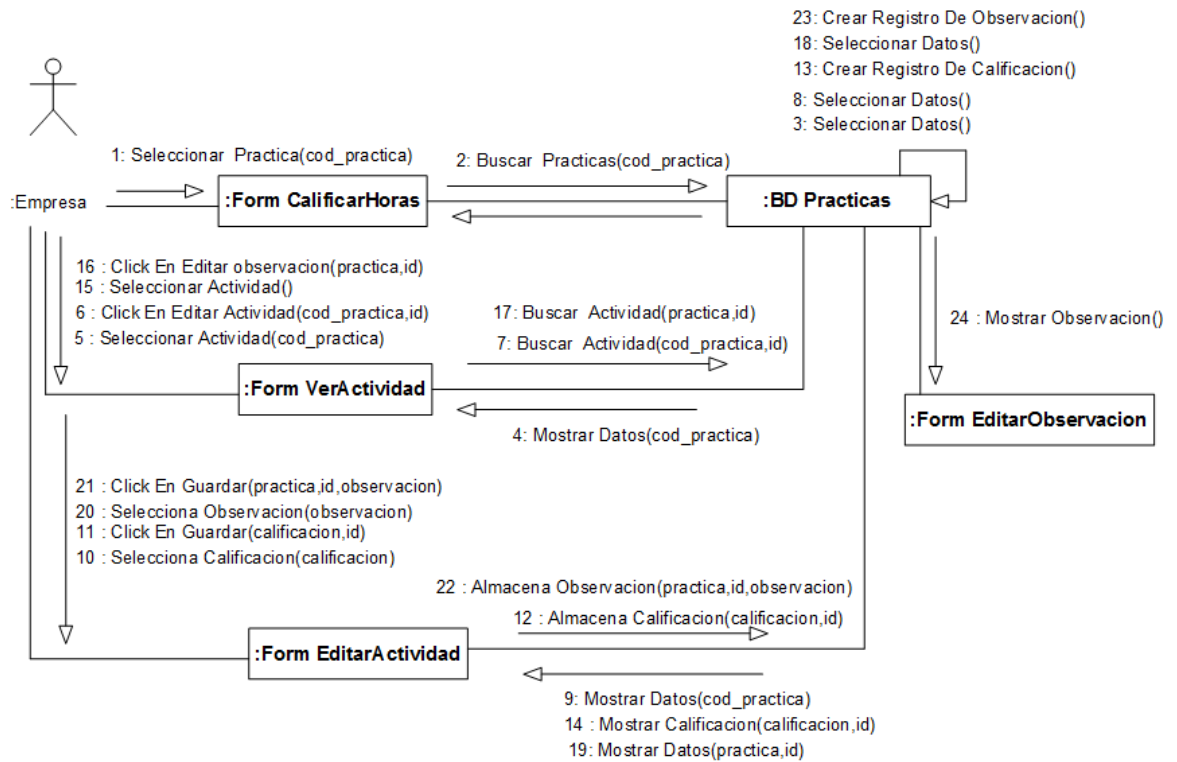 23: Crear Registro De Observacion()
18: Seleccionar Datos()
13: Crear Registro De Calificacion()
8: Seleccionar Datos()
3: Seleccionar Datos()
1: Seleccionar Practica(cod_practica)
2: Buscar Practicas(cod_practica)
:Empresa
:Form CalificarHoras
:BD Practicas
16 : Click En Editar observacion(practica,id)
15 : Seleccionar Actividad()
6 : Click En Editar Actividad(cod_practica,id)
5 : Seleccionar Actividad(cod_practica)
17: Buscar Actividad(practica,id)
7: Buscar Actividad(cod_practica,id)
24 : Mostrar Observacion()
:Form VerActividad
:Form EditarObservacion
4: Mostrar Datos(cod_practica)
21 : Click En Guardar(practica,id,observacion)
20 : Selecciona Observacion(observacion)
11 : Click En Guardar(calificacion,id)
10 : Selecciona Calificacion(calificacion)
22 : Almacena Observacion(practica,id,observacion)
12 : Almacena Calificacion(calificacion,id)
:Form EditarActividad
9: Mostrar Datos(cod_practica)
14 : Mostrar Calificacion(calificacion,id)
19: Mostrar Datos(practica,id)